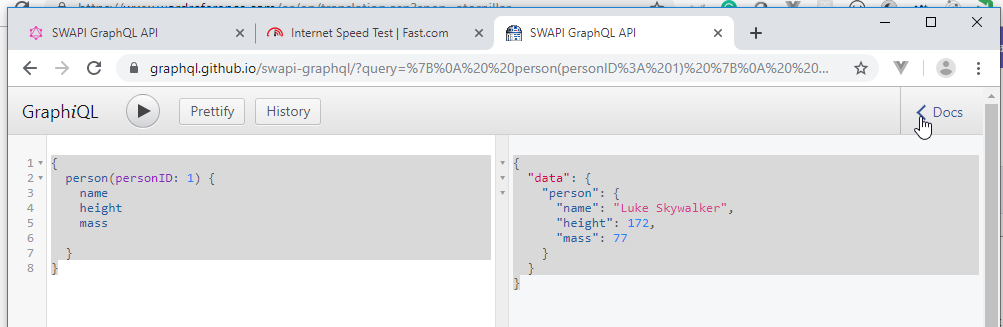 SWAPI GraphQL API
Internet Speed Test | Fast.com
SWAPI GraphQL API
graphql.github.io/swapi-graphql/?query=%7B%0A%20%20person(personID%3A%201)%20%7B%0A%20%20...
GraphiQL
Prettify
History
Docs
1 {
2 person(personID: 1) {
3 name
4 height
5 mass
6
7 }
8 }
{
"data": {
"person": {
"name": "Luke Skywalker",
"height": 172,
"mass": 77
}
}
}